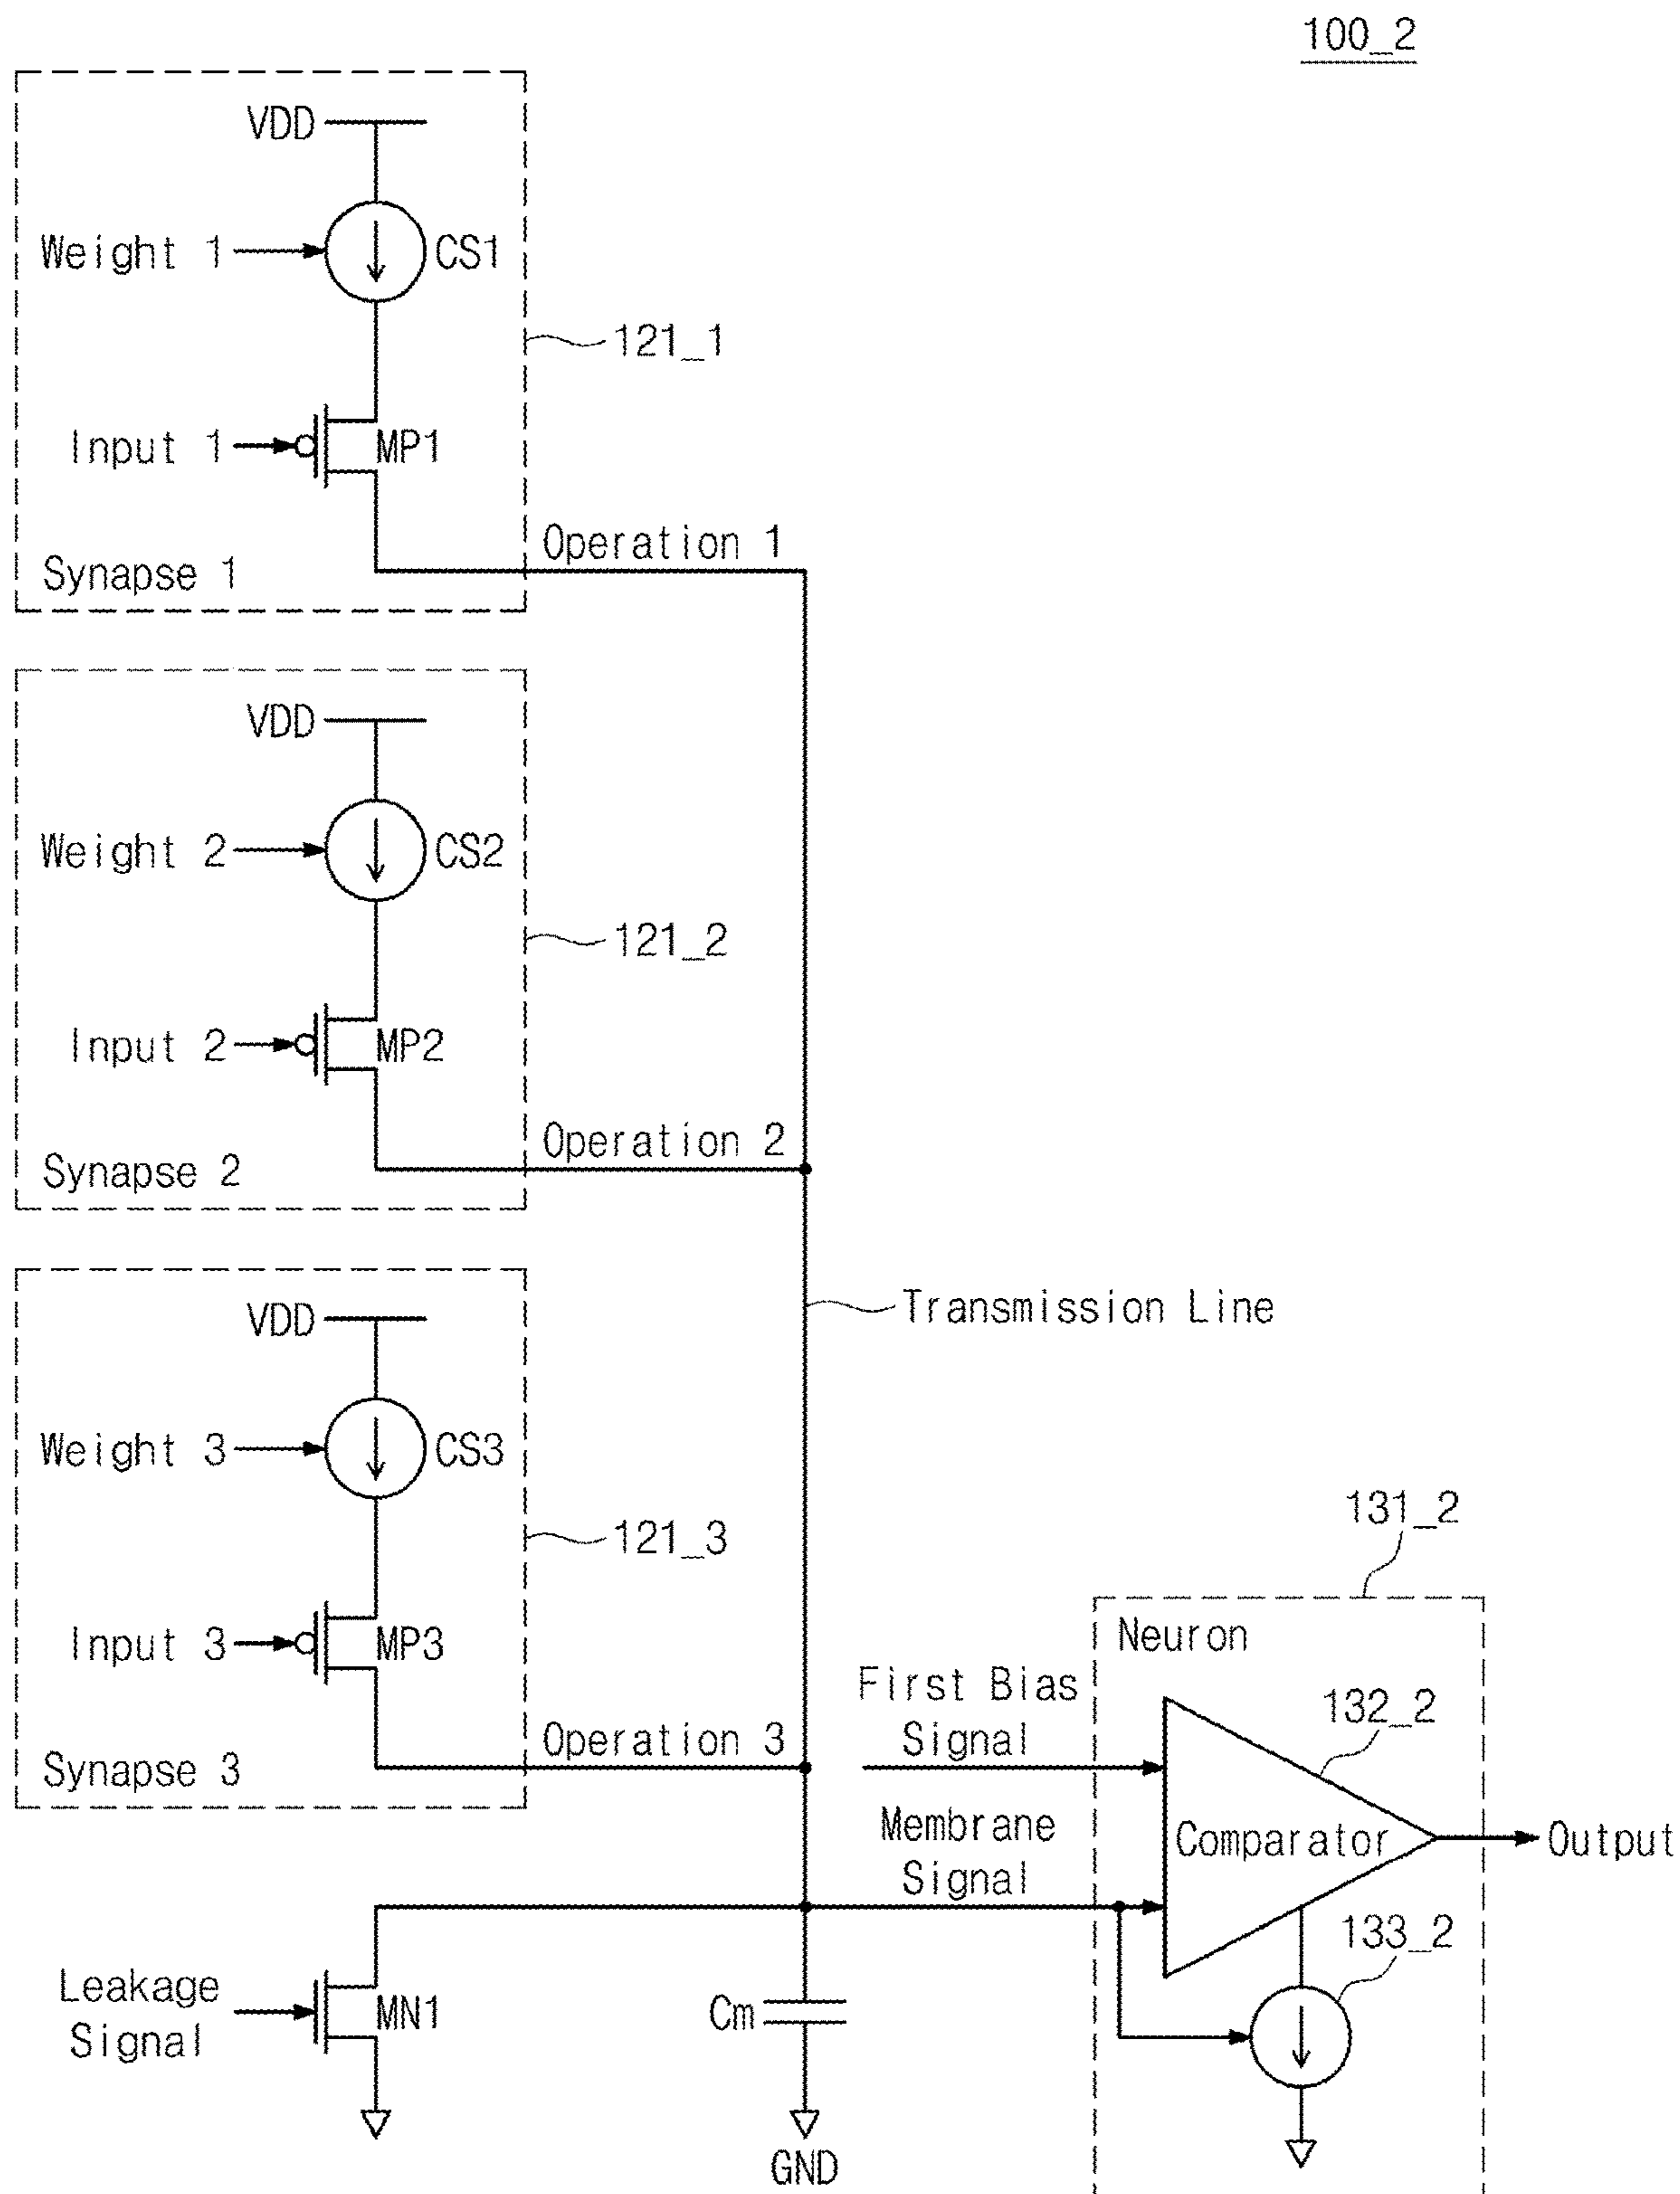 100_2
VDD
Weight 1
CS1
121_1
Input 1
MP1
Operation 1
Synapse 1
VDD
Weight 2
CS2
121_2
Input 2
MP2
Operation 2
Synapse 2
Transmission Line
VDD
Weight 3
CS3
121_3
Input 3
MP3
Operation 3
Synapse 3
131_2
Neuron
First Bias
Signal
132_2
Membrane
Signal
Comparator
Output
133_2
Leakage
Signal
MN1
Cm
GND